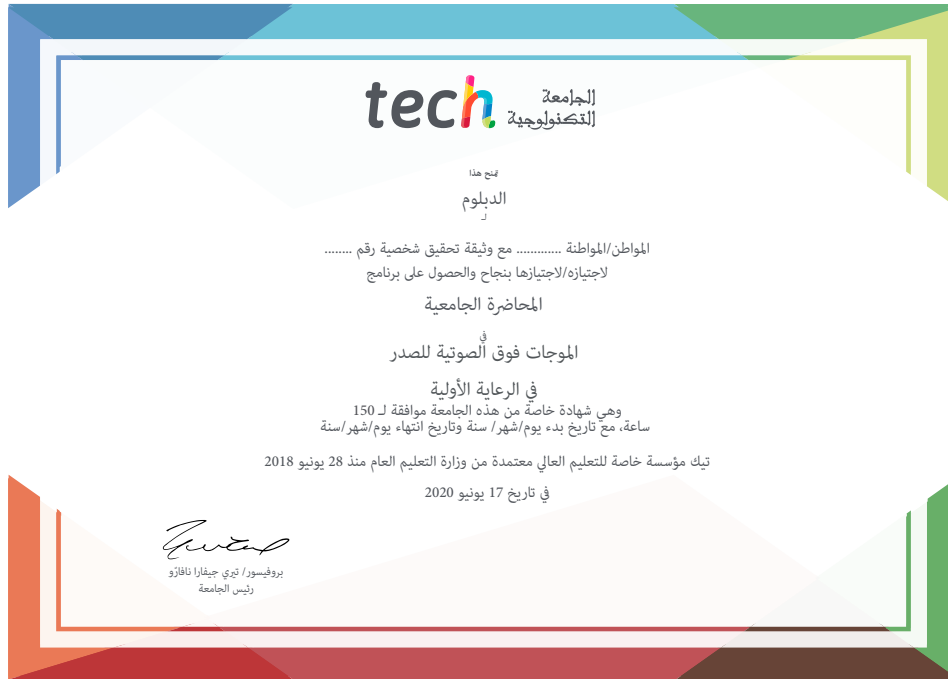 tech الجامعة
التكنولوجية
تمنح هذا
الدبلوم
لـ
المواطن/المواطنة ............. مع وثيقة تحقيق شخصية رقم ........
لاجتيازه/لاجتيازها بنجاح والحصول على برنامج
المحاضرة الجامعية
في
الموجات فوق الصوتية للصدر
في الرعاية الأولية
وهي شهادة خاصة من هذه الجامعة موافقة لـ 150
ساعة، مع تاريخ بدء يوم/شهر/ سنة وتاريخ انتهاء يوم/شهر/سنة
تيك مؤسسة خاصة للتعليم العالي معتمدة من وزارة التعليم العام منذ 28 يونيو 2018
في تاريخ 17 يونيو 2020
بروفيسور/ تيري جيفارا نافارّو
رئيس الجامعة